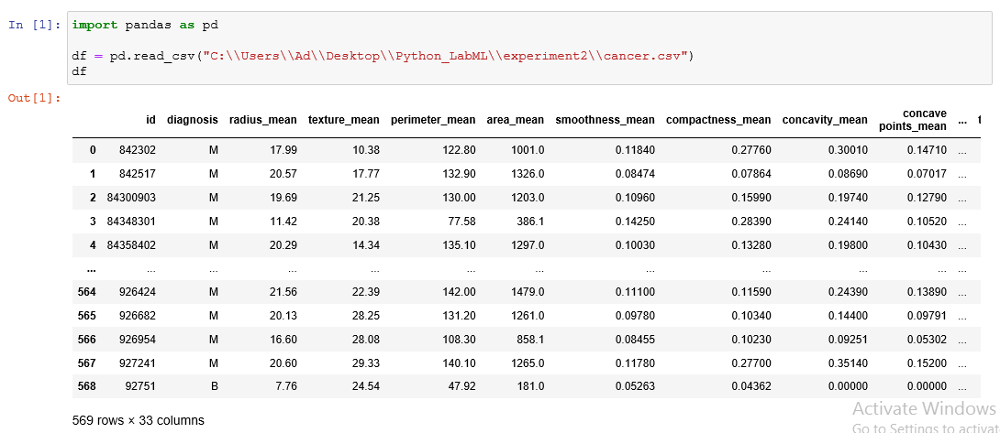 In [1]: import pandas as pd
df = pd.read_csv("C:\\Users\\Ad\\Desktop\\Python_LabML\\experiment2\\cancer.csv")
df
Out[1]:
id diagnosis radius_mean texture_mean perimeter_mean area_mean smoothness_mean compactness_mean concavity_mean concave points_mean ...
0 842302 M 17.99 10.38 122.80 1001.0 0.11840 0.27760 0.30010 0.14710 ...
1 842517 M 20.57 17.77 132.90 1326.0 0.08474 0.07864 0.08690 0.07017 ...
2 84300903 M 19.69 21.25 130.00 1203.0 0.10960 0.15990 0.19740 0.12790 ...
3 84348301 M 11.42 20.38 77.58 386.1 0.14250 0.28390 0.24140 0.10520 ...
4 84358402 M 20.29 14.34 135.10 1297.0 0.10030 0.13280 0.19800 0.10430 ...
... ... ... ... ... ... ... ... ... ... ... ...
564 926424 M 21.56 22.39 142.00 1479.0 0.11100 0.11590 0.24390 0.13890 ...
565 926682 M 20.13 28.25 131.20 1261.0 0.09780 0.10340 0.14400 0.09791 ...
566 926954 M 16.60 28.08 108.30 858.1 0.08455 0.10230 0.09251 0.05302 ...
567 927241 M 20.60 29.33 140.10 1265.0 0.11780 0.27700 0.35140 0.15200 ...
568 92751 B 7.76 24.54 47.92 181.0 0.05263 0.04362 0.00000 0.00000 ...
569 rows × 33 columns
Activate Windows
Go to Settings to activat